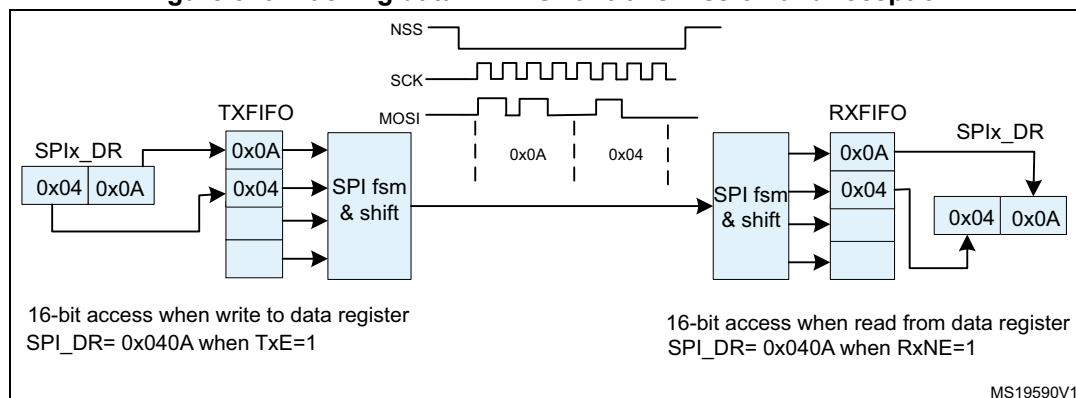 NSS
SCK
MOSI
TXFIFO
RXFIFO
SPIx_DR
0x04 0x0A
0x0A
0x04
SPI fsm
& shift
0x0A
0x04
SPI fsm
& shift
0x0A
0x04
SPIx_DR
0x04 0x0A
16-bit access when write to data register
SPI_DR= 0x040A when TxE=1
16-bit access when read from data register
SPI_DR= 0x040A when RxNE=1
MS19590V1